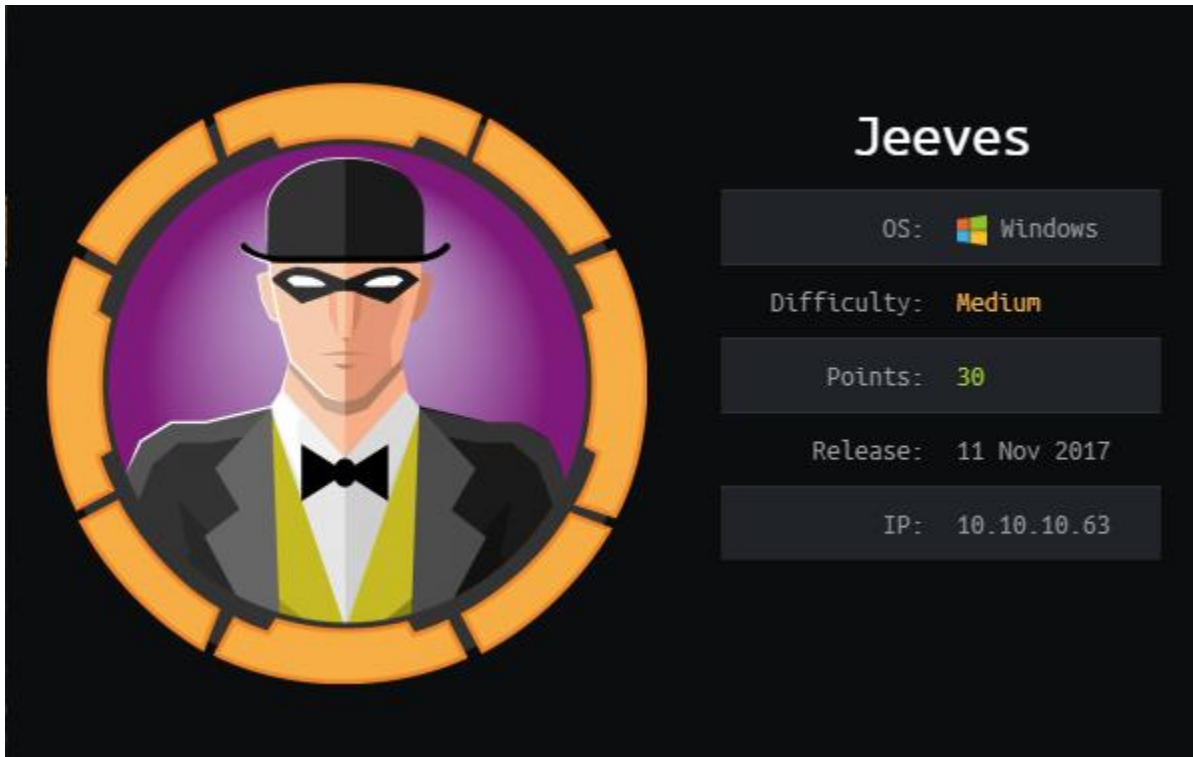 Jeeves
OS: Windows
Difficulty: Medium
Points: 30
Release: 11 Nov 2017
IP: 10.10.10.63